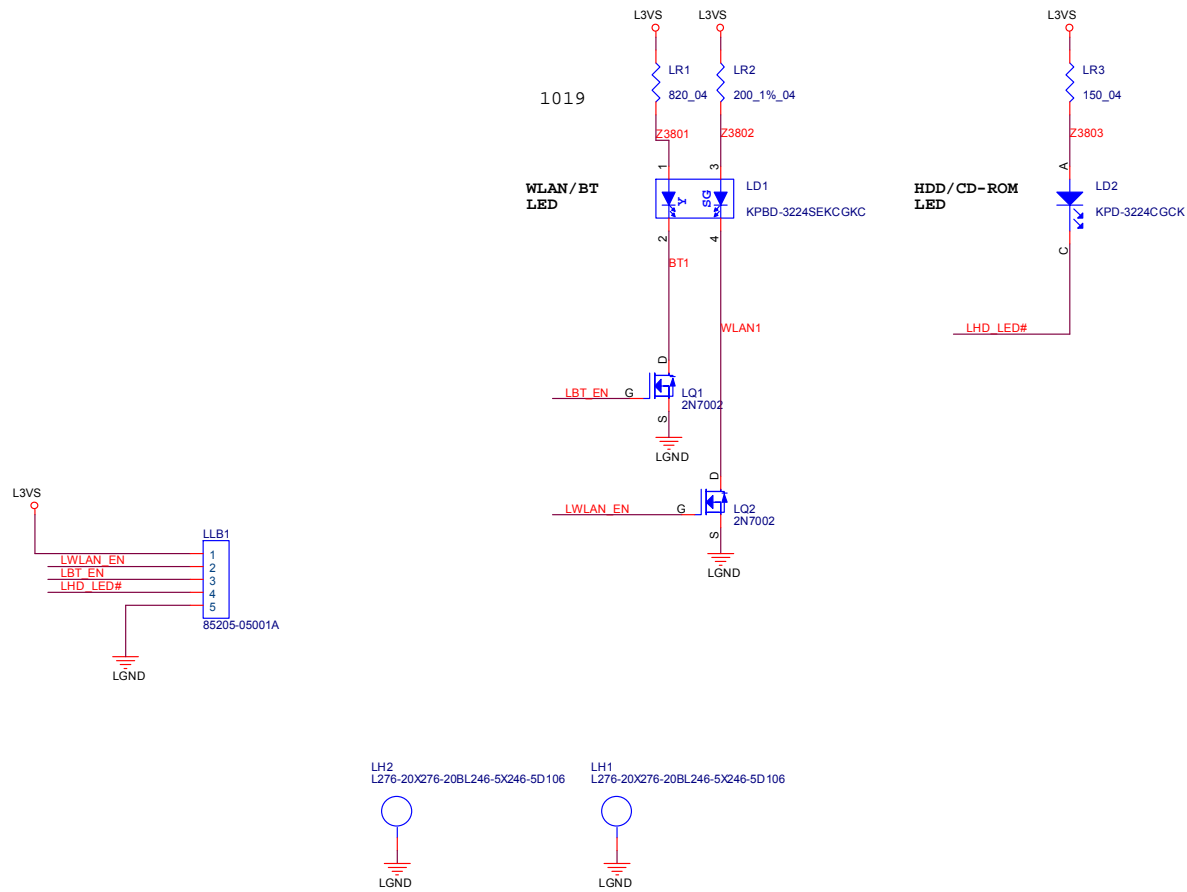 L3VS
L3VS
L3VS
LR1
820_04
LR2
200_1%_04
LR3
150_04
1019
Z3801
Z3802
Z3803
WLAN/BT
LED
1
3
Y
SG
2
4
LD1
KPBD-3224SEKCGKC
HDD/CD-ROM
LED
A
C
LD2
KPD-3224CGCK
BT1
WLAN1
LHD_LED#
LBT_EN
G
D
S
LQ1
2N7002
LGND
LWLAN_EN
G
D
S
LQ2
2N7002
LGND
L3VS
LLB1
LWLAN_EN
LBT_EN
LHD_LED#
1
2
3
4
5
85205-05001A
LGND
LH2
L276-20X276-20BL246-5X246-5D106
LGND
LH1
L276-20X276-20BL246-5X246-5D106
LGND